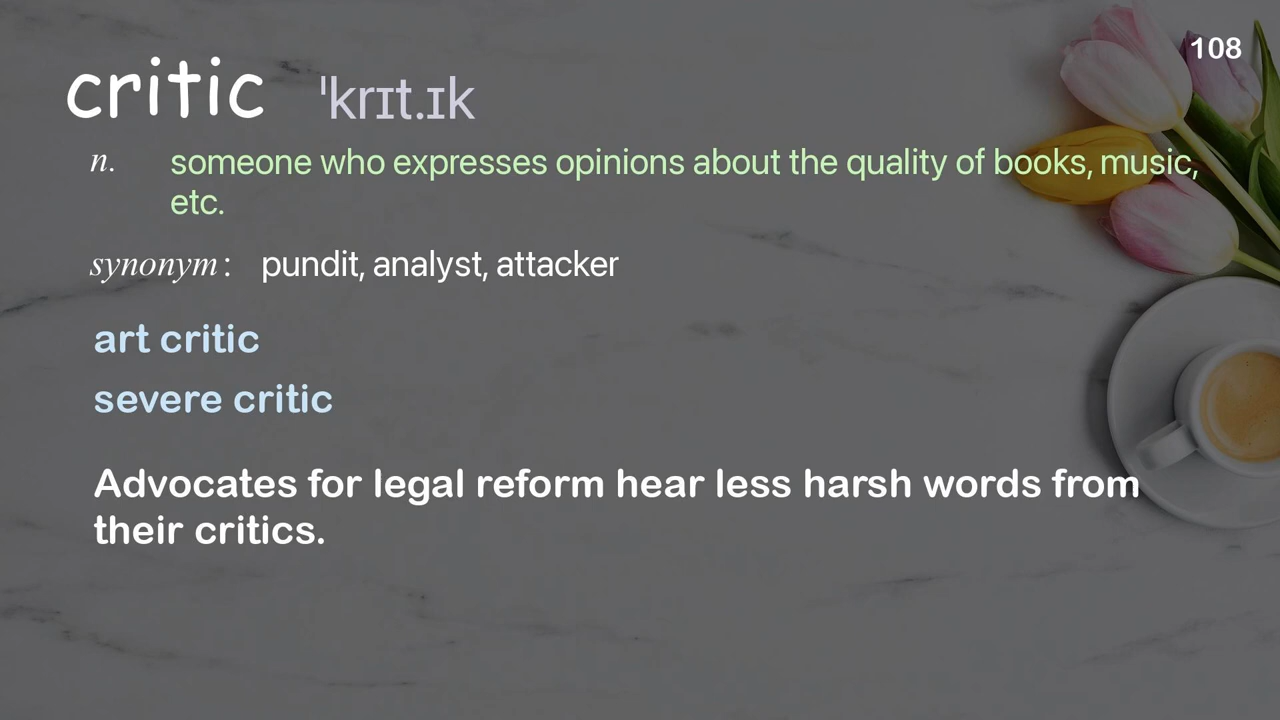 108
critic ˈkrɪt.ɪk
n. someone who expresses opinions about the quality of books, music,
etc.
synonym: pundit, analyst, attacker
art critic
severe critic
Advocates for legal reform hear less harsh words from
their critics.